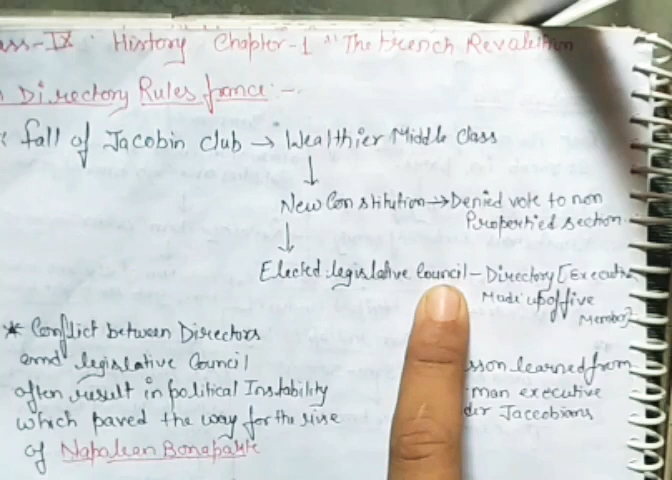 ass-IX: History Chapter-1 "The French Revalution
Directory Rules france:-
fall of Jacobin club → Wealthier Middle Class
↓
New Constitution → Denied vote to non
Propertied section.
↓
Elected legislative Council - Directory [Executive
Made up of five
Member]
* Conflict between Directors
and legislative Council
often result in political Instability
which paved the way for the rise
of Napolean Bonaparte
sson learned from
man executive
der Jaccobians